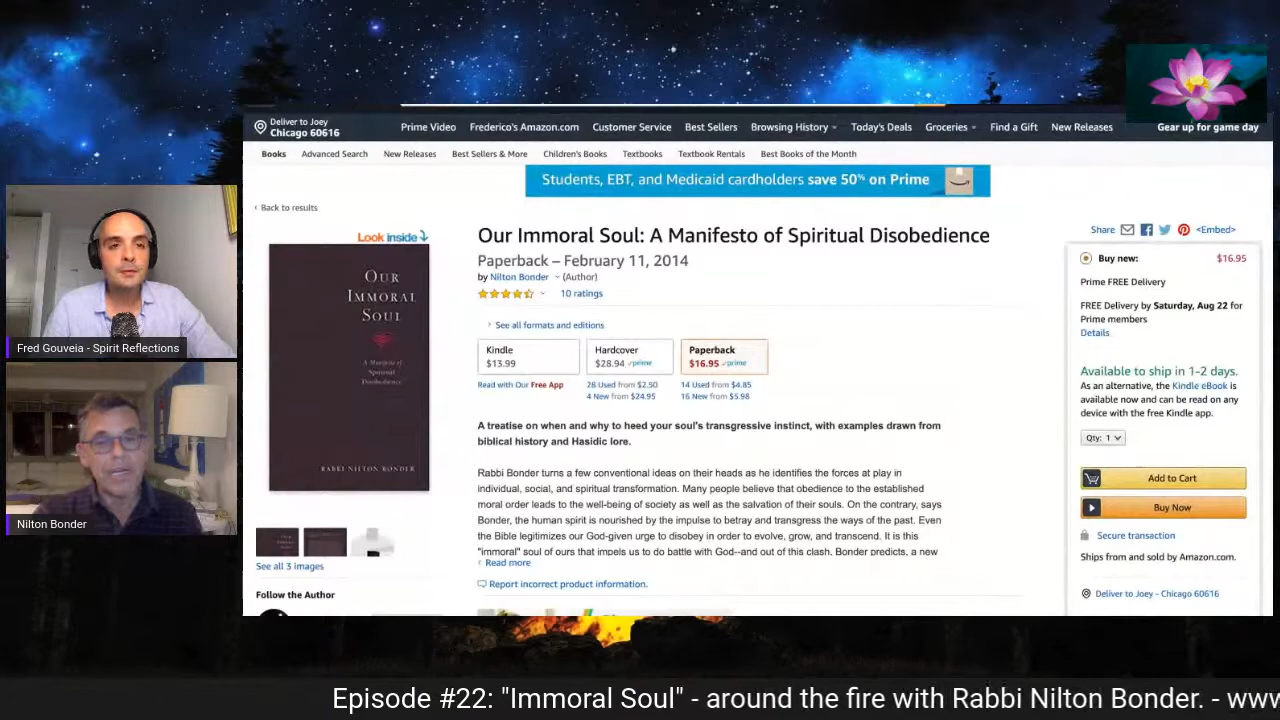 Deliver to Joey
Chicago 60616
Prime Video
Frederico's Amazon.com
Customer Service
Best Sellers
Browsing History
Today's Deals
Groceries
Find a Gift
New Releases
Gear up for game day
Books
Advanced Search
New Releases
Best Sellers & More
Children's Books
Textbooks
Textbook Rentals
Best Books of the Month
Students, EBT, and Medicaid cardholders save 50% on Prime
‹ Back to results
Look inside
OUR
IMMORAL
SOUL
A Manifesto of
Spiritual
Disobedience
RABBI NILTON BONDER
See all 3 images
Follow the Author
Our Immoral Soul: A Manifesto of Spiritual Disobedience
Paperback – February 11, 2014
by Nilton Bonder (Author)
10 ratings
› See all formats and editions
Kindle
$13.99
Hardcover
$28.94 prime
Paperback
$16.95 prime
Read with Our Free App
28 Used from $2.50
4 New from $24.95
14 Used from $4.85
16 New from $5.98
A treatise on when and why to heed your soul's transgressive instinct, with examples drawn from
biblical history and Hasidic lore.
Rabbi Bonder turns a few conventional ideas on their heads as he identifies the forces at play in
individual, social, and spiritual transformation. Many people believe that obedience to the established
moral order leads to the well-being of society as well as the salvation of their souls. On the contrary, says
Bonder, the human spirit is nourished by the impulse to betray and transgress the ways of the past. Even
the Bible legitimizes our God-given urge to disobey in order to evolve, grow, and transcend. It is this
"immoral" soul of ours that impels us to do battle with God--and out of this clash, Bonder predicts, a new
‹ Read more
Report incorrect product information.
Share
<Embed>
Buy new:
$16.95
Prime FREE Delivery
FREE Delivery by Saturday, Aug 22 for
Prime members
Details
Available to ship in 1-2 days.
As an alternative, the Kindle eBook is
available now and can be read on any
device with the free Kindle app.
Qty: 1
Add to Cart
Buy Now
Secure transaction
Ships from and sold by Amazon.com.
Deliver to Joey - Chicago 60616
Fred Gouveia - Spirit Reflections
Nilton Bonder
Episode #22: "Immoral Soul" - around the fire with Rabbi Nilton Bonder. - www